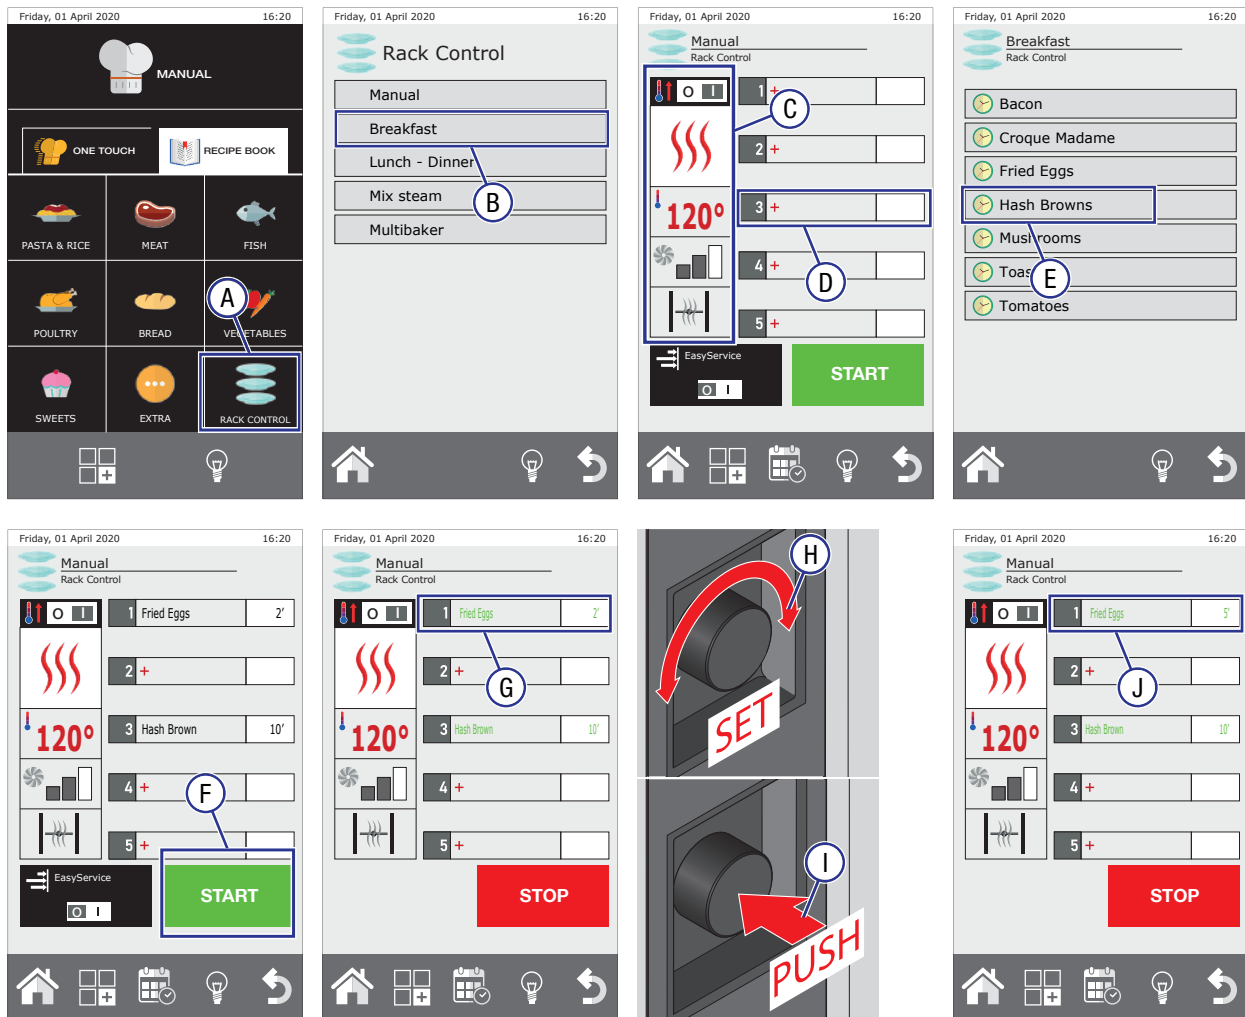 Friday, 01 April 2020 16:20
MANUAL
ONE TOUCH
RECIPE BOOK
PASTA & RICE
MEAT
FISH
A
POULTRY
BREAD
VEGETABLES
SWEETS
EXTRA
RACK CONTROL
Friday, 01 April 2020 16:20
Rack Control
Manual
Breakfast
Lunch - Dinner
Mix steam
B
Multibaker
Friday, 01 April 2020 16:20
Manual
Rack Control
O I
1 +
C
2 +
120°
3 +
4 +
D
5 +
EasyService
O I
START
Friday, 01 April 2020 16:20
Breakfast
Rack Control
Bacon
Croque Madame
Fried Eggs
Hash Browns
Mushrooms
E
Tomatoes
Friday, 01 April 2020 16:20
Manual
Rack Control
O I
1 Fried Eggs 2'
2 +
120°
3 Hash Brown 10'
4 +
F
5 +
EasyService
O I
START
Friday, 01 April 2020 16:20
Manual
Rack Control
O I
1 Fried Eggs 2'
2 +
G
120°
3 Hash Brown 10'
4 +
5 +
STOP
H
SET
I
PUSH
Friday, 01 April 2020 16:20
Manual
Rack Control
O I
1 Fried Eggs 5'
2 +
J
120°
3 Hash Brown 10'
4 +
5 +
STOP